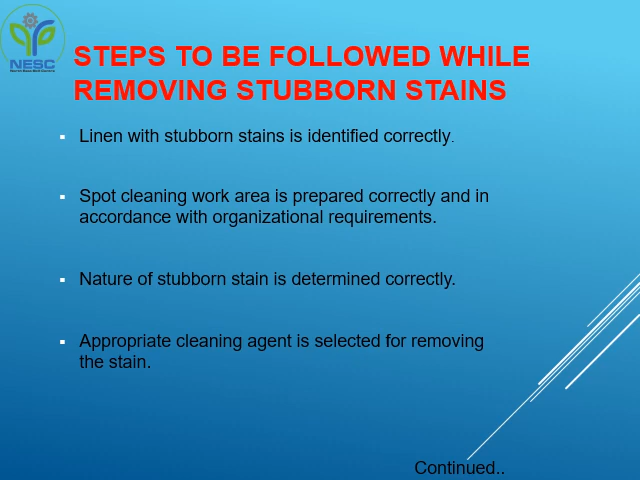 NESC
STEPS TO BE FOLLOWED WHILE
REMOVING STUBBORN STAINS
Linen with stubborn stains is identified correctly.
Spot cleaning work area is prepared correctly and in
accordance with organizational requirements.
Nature of stubborn stain is determined correctly.
Appropriate cleaning agent is selected for removing
the stain.
Continued..